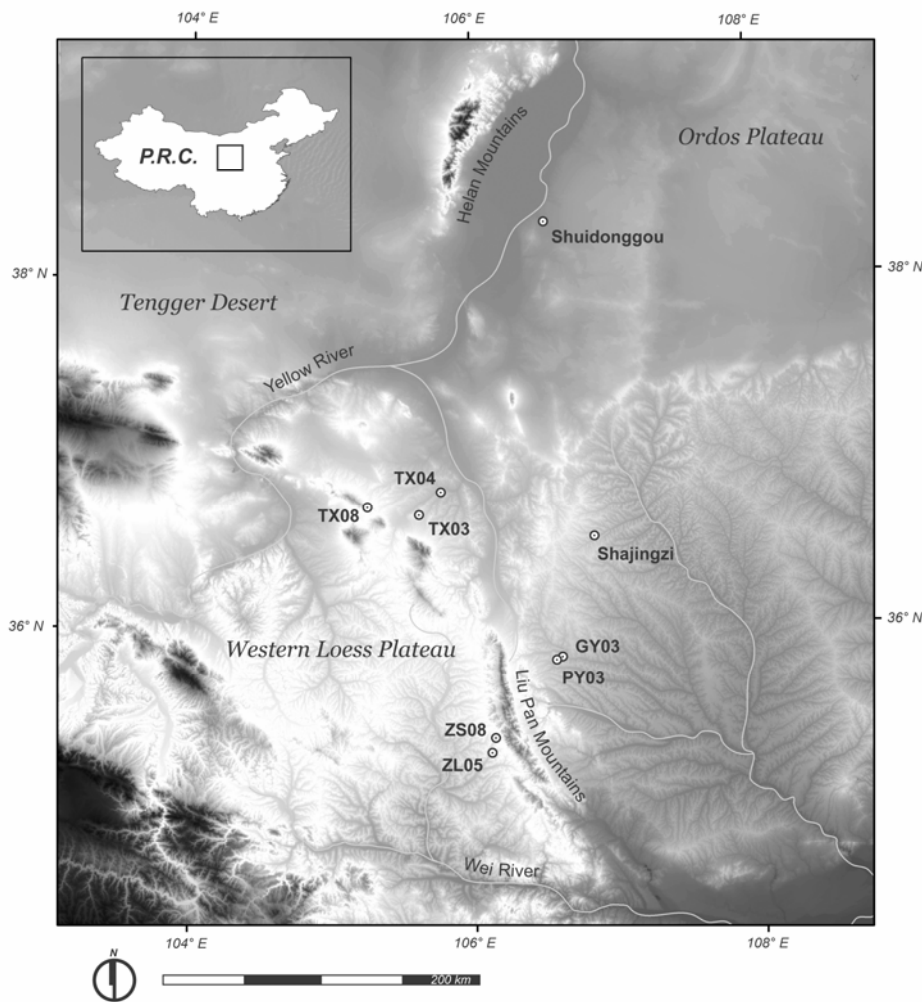 104° E
106° E
108° E
P.R.C.
Helan Mountains
Ordos Plateau
Shuidonggou
38° N
38° N
Tengger Desert
Yellow River
TX04
TX08
TX03
Shajingzi
36° N
36° N
Western Loess Plateau
GY03
PY03
Liu Pan Mountains
ZS08
ZL05
Wei River
104° E
106° E
108° E
N
200 km